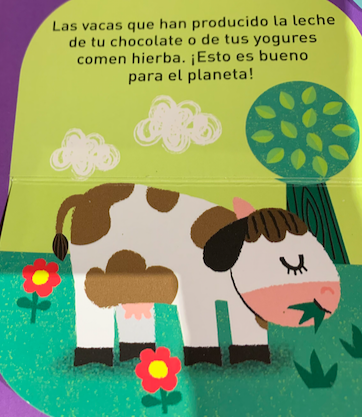 Las vacas que han producido la leche
de tu chocolate o de tus yogures
comen hierba. ¡Esto es bueno
para el planeta!